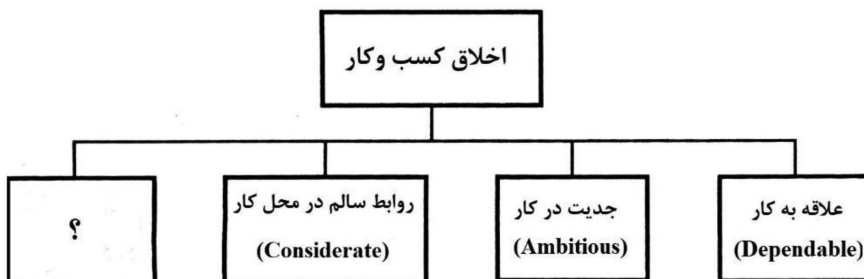 اخلاق کسب وکار
علاقه به کار
(Dependable)
جدیت در کار
(Ambitious)
روابط سالم در محل کار
(Considerate)
؟